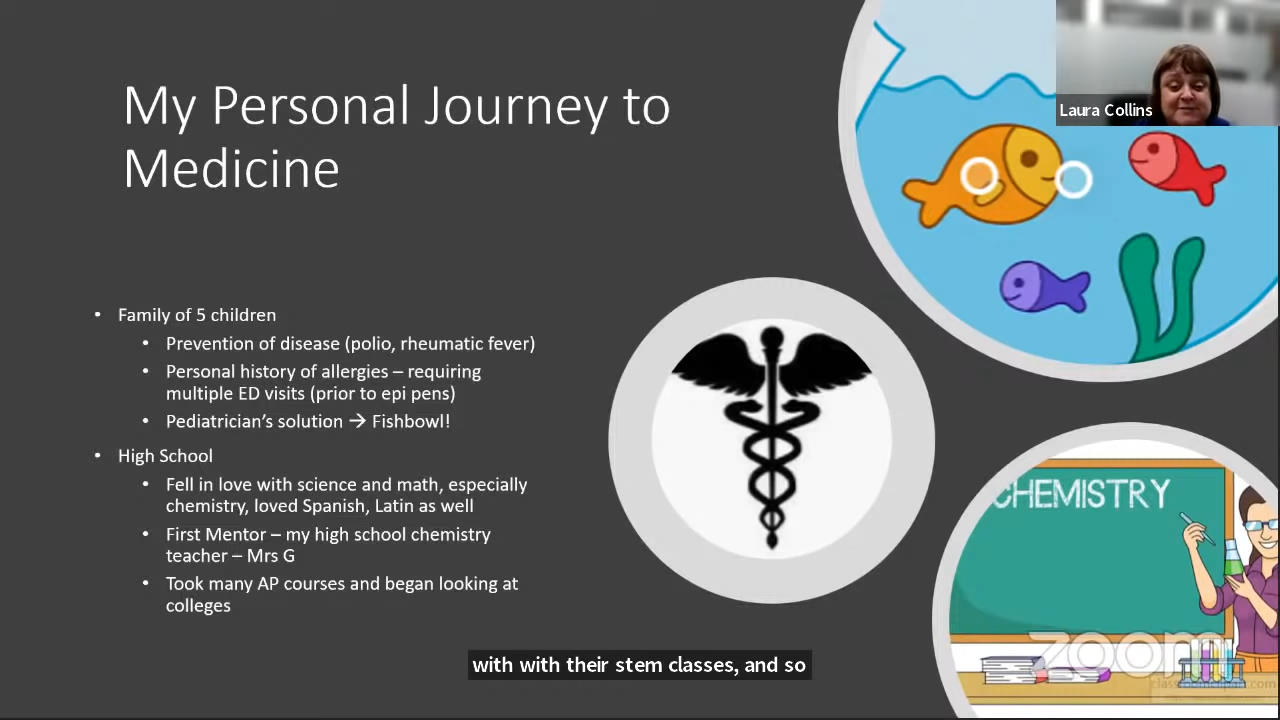 My Personal Journey to
Medicine
Laura Collins
• Family of 5 children
• Prevention of disease (polio, rheumatic fever)
• Personal history of allergies – requiring
multiple ED visits (prior to epi pens)
• Pediatrician's solution → Fishbowl!
• High School
• Fell in love with science and math, especially
chemistry, loved Spanish, Latin as well
• First Mentor – my high school chemistry
teacher – Mrs G
• Took many AP courses and began looking at
colleges
CHEMISTRY
zoom
with with their stem classes, and so